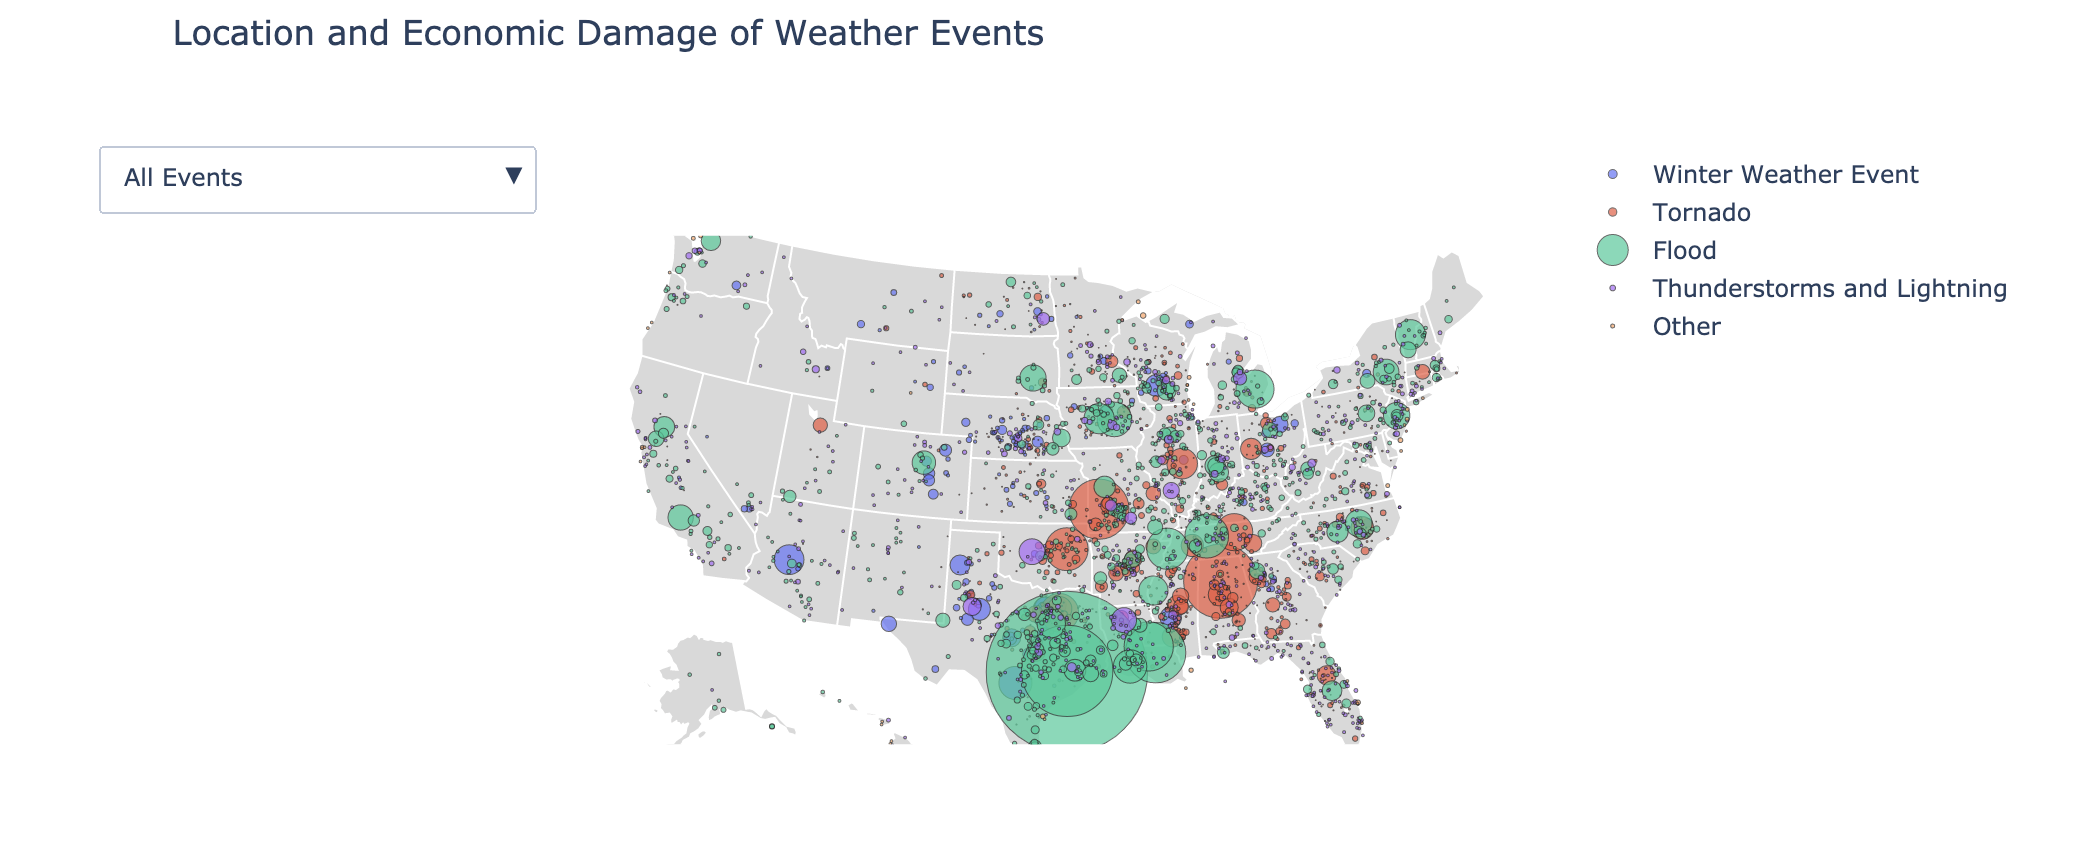 Location and Economic Damage of Weather Events
All Events
Winter Weather Event
Tornado
Flood
Thunderstorms and Lightning
Other